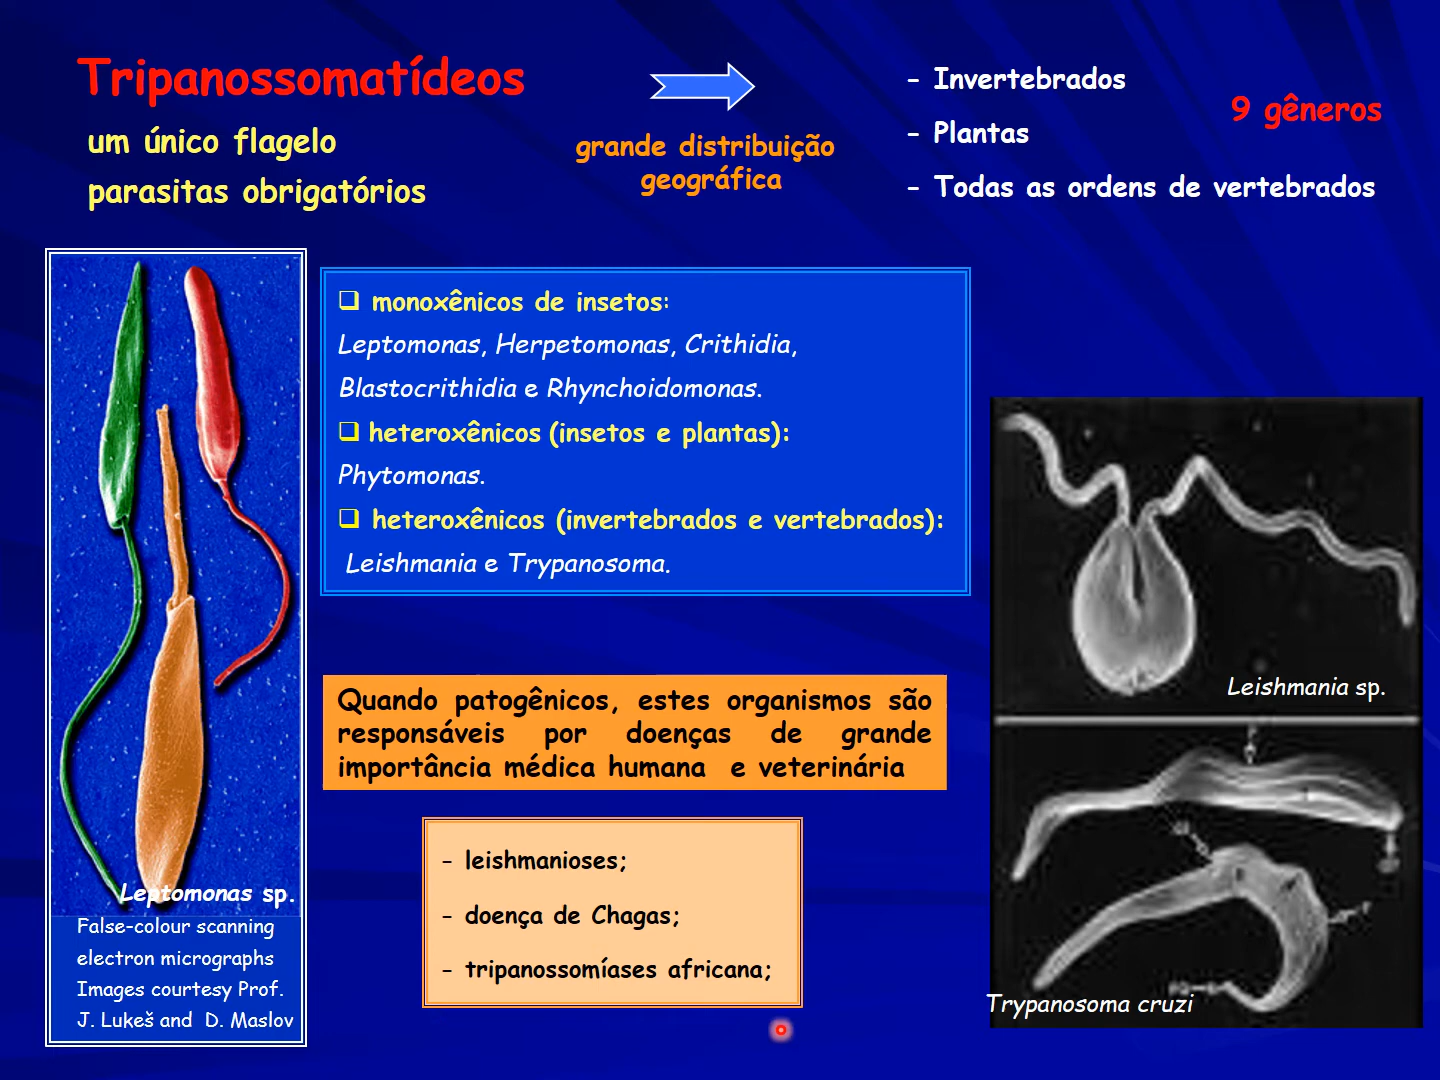 Tripanossomatídeos
um único flagelo
parasitas obrigatórios
grande distribuição
geográfica
- Invertebrados
- Plantas
- Todas as ordens de vertebrados
9 gêneros
❑ monoxênicos de insetos:
Leptomonas, Herpetomonas, Crithidia,
Blastocrithidia e Rhynchoidomonas.
❑ heteroxênicos (insetos e plantas):
Phytomonas.
❑ heteroxênicos (invertebrados e vertebrados):
Leishmania e Trypanosoma.
Quando patogênicos, estes organismos são
responsáveis por doenças de grande
importância médica humana e veterinária
- leishmanioses;
- doença de Chagas;
- tripanossomíases africana;
Leptomonas sp.
False-colour scanning
electron micrographs
Images courtesy Prof.
J. Lukeš and D. Maslov
Leishmania sp.
Trypanosoma cruzi